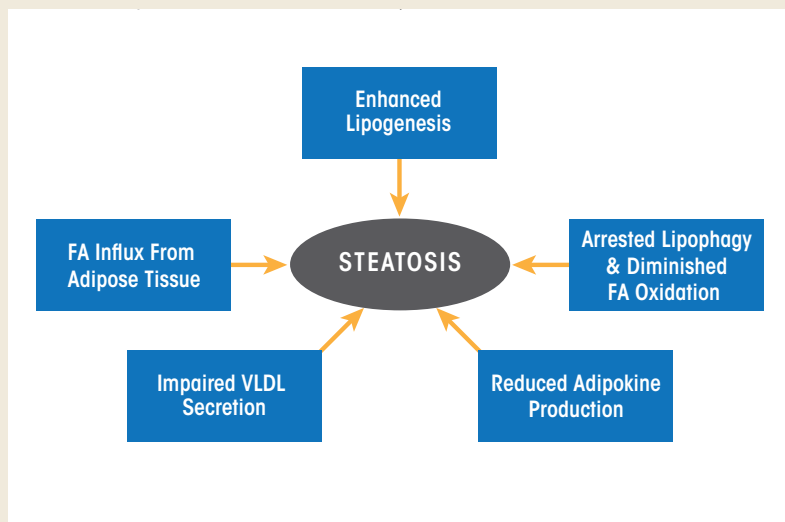 Enhanced
Lipogenesis
FA Influx From
Adipose Tissue
STEATOSIS
Arrested Lipophagy
& Diminished
FA Oxidation
Impaired VLDL
Secretion
Reduced Adipokine
Production